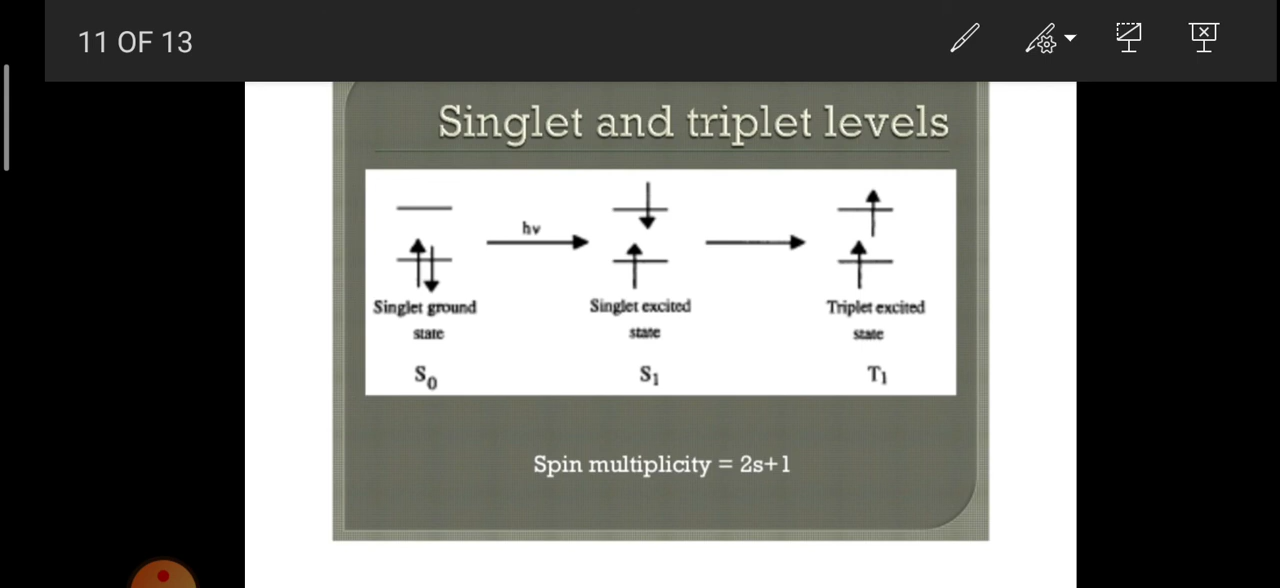 11 OF 13
Singlet and triplet levels
hν
Singlet ground
state
S0
Singlet excited
state
S1
Triplet excited
state
T1
Spin multiplicity = 2s+1